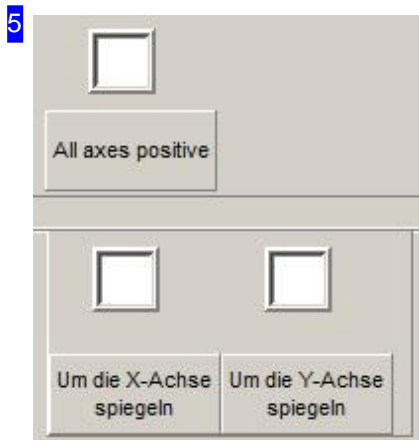 5
All axes positive
Um die X-Achse
spiegeln
Um die Y-Achse
spiegeln